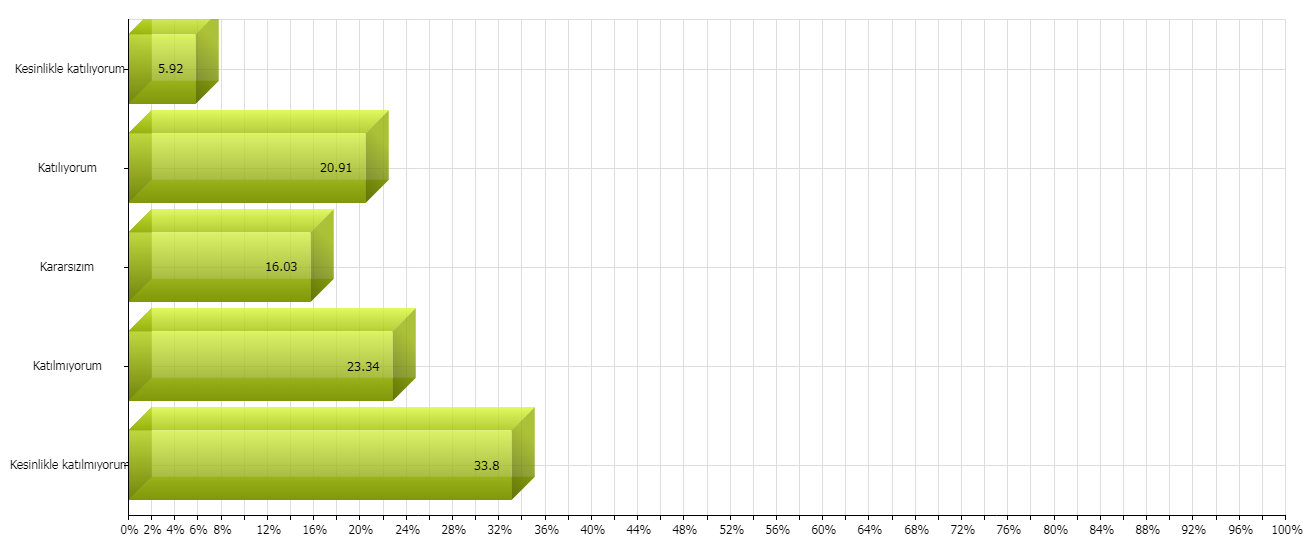 Kesinlikle katılıyorum
5.92
Katılıyorum
20.91
Kararsızım
16.03
Katılmıyorum
23.34
Kesinlikle katılmıyorum
33.8
0% 2% 4% 6% 8% 12% 16% 20% 24% 28% 32% 36% 40% 44% 48% 52% 56% 60% 64% 68% 72% 76% 80% 84% 88% 92% 96% 100%